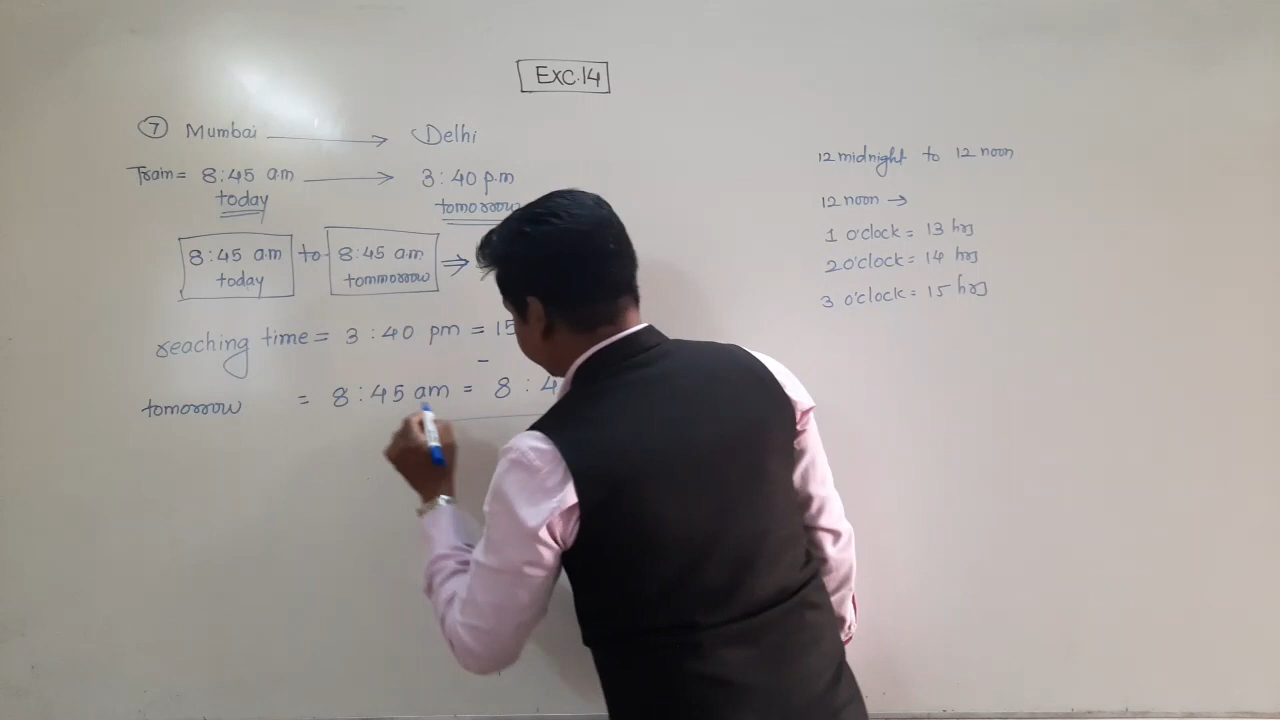 EXC.14
7 Mumbai → Delhi
Train = 8:45 am → 3:40 p.m
today tomorrow
8:45 a.m to 8:45 a.m ⇒
today tommorrow
reaching time = 3:40 pm = 15
-
tomorrow = 8:45 am = 8:4
12 midnight to 12 noon
12 noon →
1 o'clock = 13 hrs
2 o'clock = 14 hrs
3 o'clock = 15 hrs